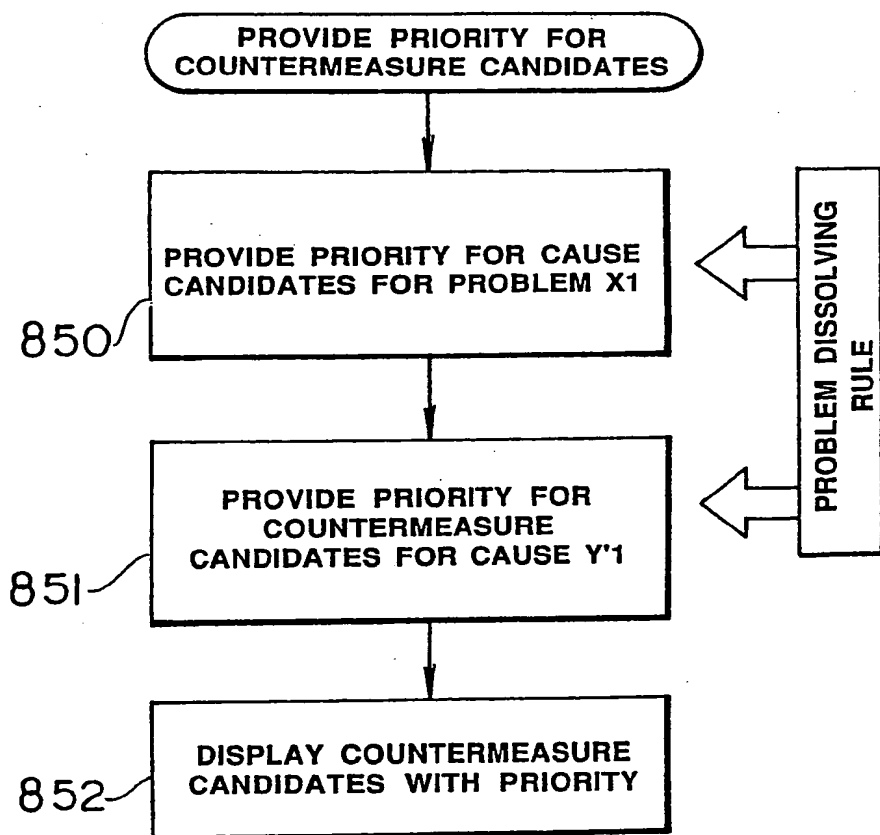 PROVIDE PRIORITY FOR
COUNTERMEASURE CANDIDATES
PROVIDE PRIORITY FOR CAUSE
CANDIDATES FOR PROBLEM X1
850
PROBLEM DISSOLVING
RULE
PROVIDE PRIORITY FOR
COUNTERMEASURE
CANDIDATES FOR CAUSE Y'1
851
DISPLAY COUNTERMEASURE
CANDIDATES WITH PRIORITY
852